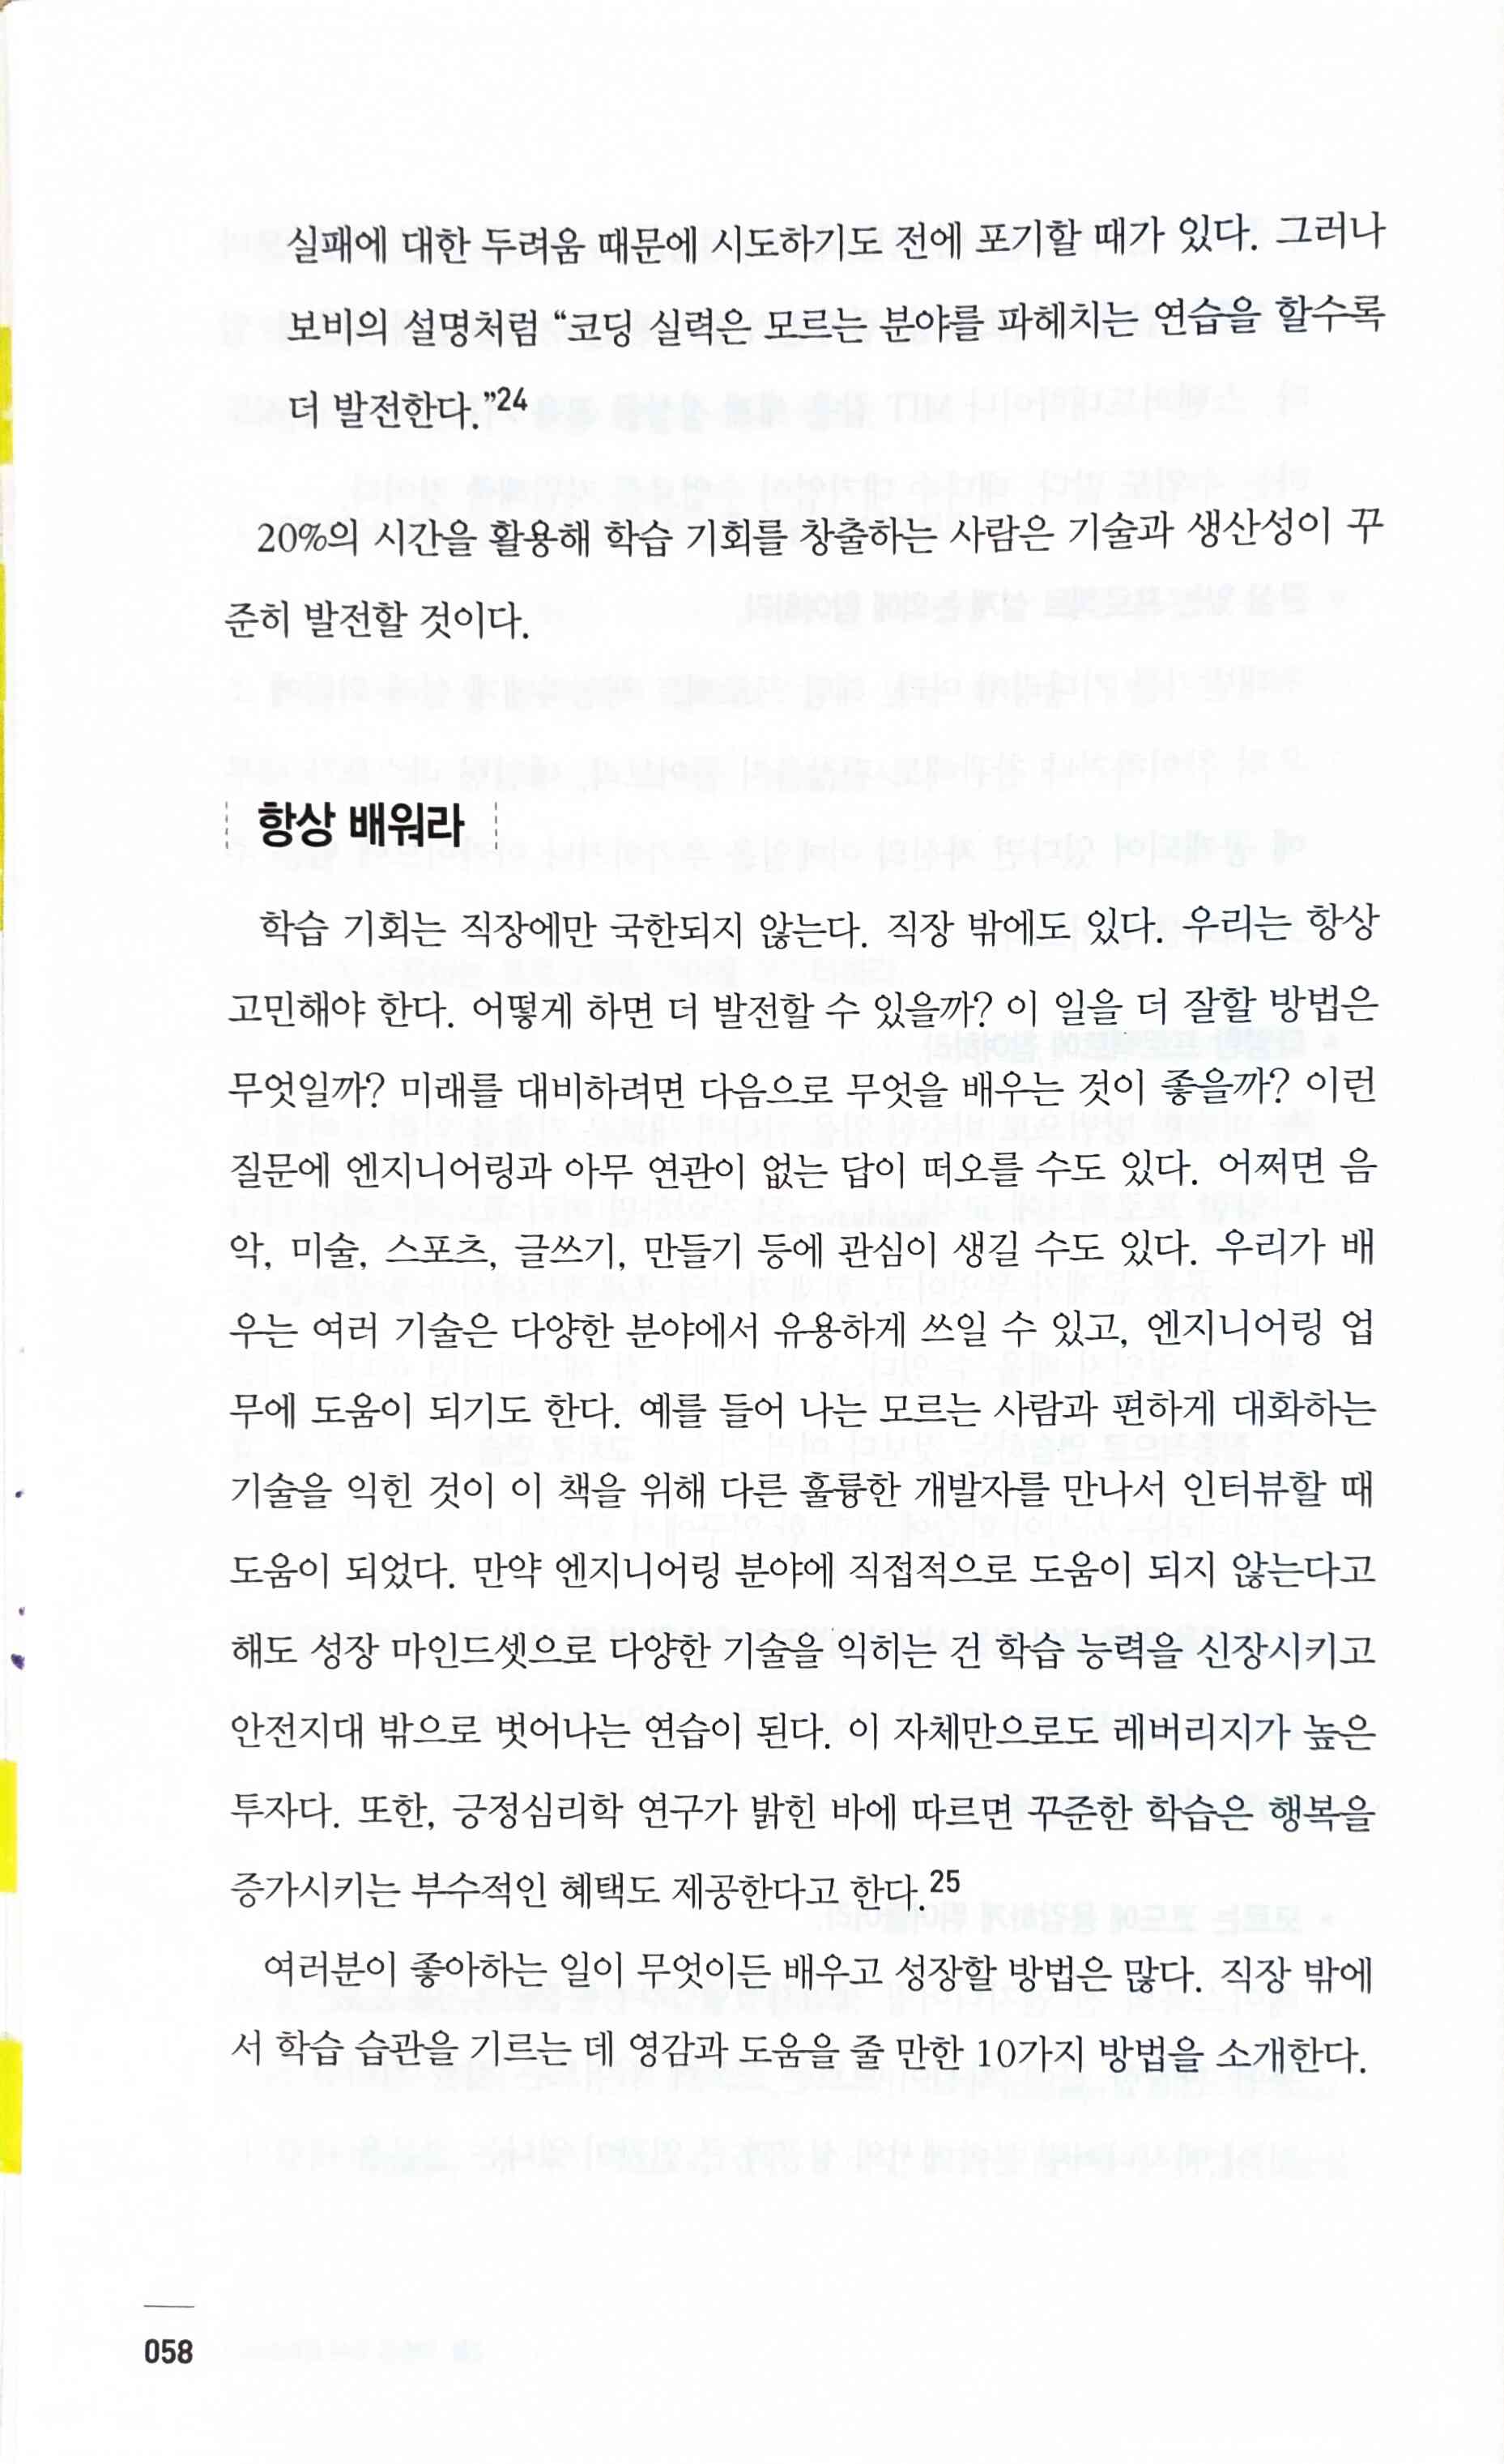 실패에 대한 두려움 때문에 시도하기도 전에 포기할 때가 있다. 그러나
보비의 설명처럼 “코딩 실력은 모르는 분야를 파헤치는 연습을 할수록
더 발전한다.”24
20%의 시간을 활용해 학습 기회를 창출하는 사람은 기술과 생산성이 꾸
준히 발전할 것이다.
항상 배워라
학습 기회는 직장에만 국한되지 않는다. 직장 밖에도 있다. 우리는 항상
고민해야 한다. 어떻게 하면 더 발전할 수 있을까? 이 일을 더 잘할 방법은
무엇일까? 미래를 대비하려면 다음으로 무엇을 배우는 것이 좋을까? 이런
질문에 엔지니어링과 아무 연관이 없는 답이 떠오를 수도 있다. 어쩌면 음
악, 미술, 스포츠, 글쓰기, 만들기 등에 관심이 생길 수도 있다. 우리가 배
우는 여러 기술은 다양한 분야에서 유용하게 쓰일 수 있고, 엔지니어링 업
무에 도움이 되기도 한다. 예를 들어 나는 모르는 사람과 편하게 대화하는
기술을 익힌 것이 이 책을 위해 다른 훌륭한 개발자를 만나서 인터뷰할 때
도움이 되었다. 만약 엔지니어링 분야에 직접적으로 도움이 되지 않는다고
해도 성장 마인드셋으로 다양한 기술을 익히는 건 학습 능력을 신장시키고
안전지대 밖으로 벗어나는 연습이 된다. 이 자체만으로도 레버리지가 높은
투자다. 또한, 긍정심리학 연구가 밝힌 바에 따르면 꾸준한 학습은 행복을
증가시키는 부수적인 혜택도 제공한다고 한다.25
여러분이 좋아하는 일이 무엇이든 배우고 성장할 방법은 많다. 직장 밖에
서 학습 습관을 기르는 데 영감과 도움을 줄 만한 10가지 방법을 소개한다.
058